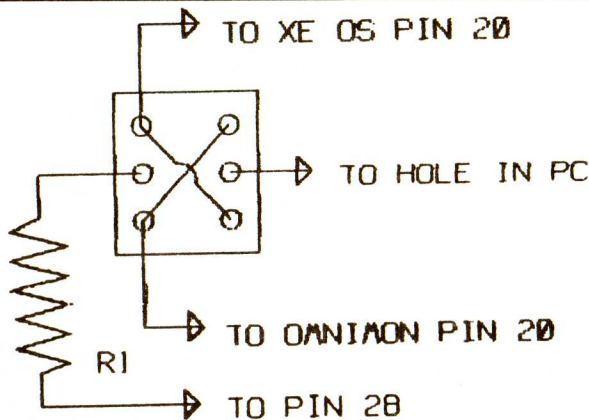 TO XE OS PIN 20
TO HOLE IN PC
TO OMNIMON PIN 20
R1
TO PIN 28